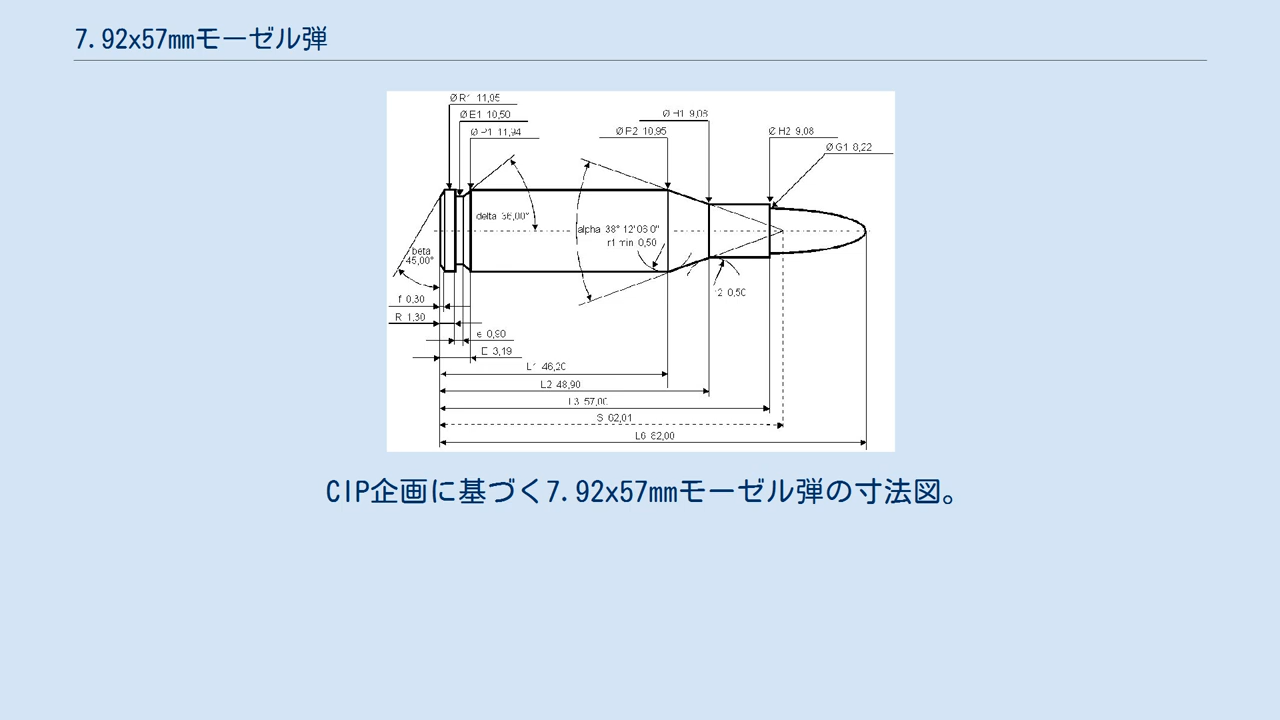 7.92x57mmモーゼル弾
Ø R1 11,95
Ø E1 10,50
Ø P1 11,94
Ø P2 10,95
Ø H1 9,08
Ø H2 9,08
Ø G1 8,22
delta 36,00°
alpha 38° 12'06.0"
r1 min 0,50
beta
45,00°
r2 0,50
f 0,30
R 1,30
e 0,90
E 3,19
L1 46,20
L2 48,90
L3 57,00
S 62,01
L6 82,00
CIP企画に基づく7.92x57mmモーゼル弾の寸法図。